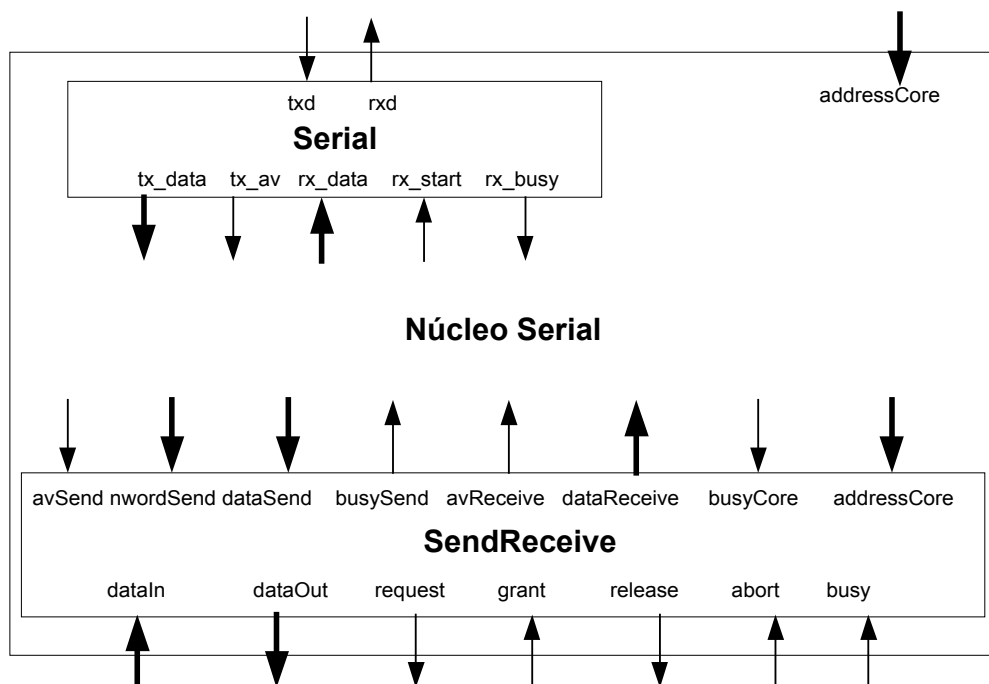 addressCore
txd rxd
Serial
tx_data tx_av rx_data rx_start rx_busy
Núcleo Serial
avSend nwordSend dataSend busySend avReceive dataReceive busyCore addressCore
SendReceive
dataIn dataOut request grant release abort busy